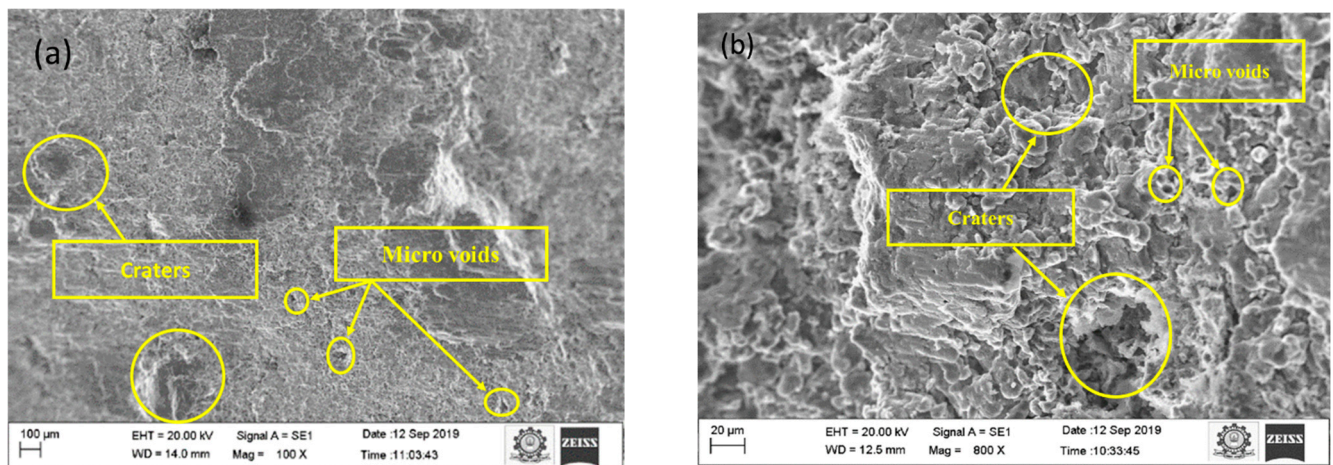 (a)
Craters
Micro voids
100 µm
EHT = 20.00 kV Signal A = SE1 Date :12 Sep 2019
WD = 14.0 mm Mag = 100 X Time :11:03:43
ZEISS
(b)
Micro voids
Craters
20 µm
EHT = 20.00 kV Signal A = SE1 Date :12 Sep 2019
WD = 12.5 mm Mag = 800 X Time :10:33:45
ZEISS